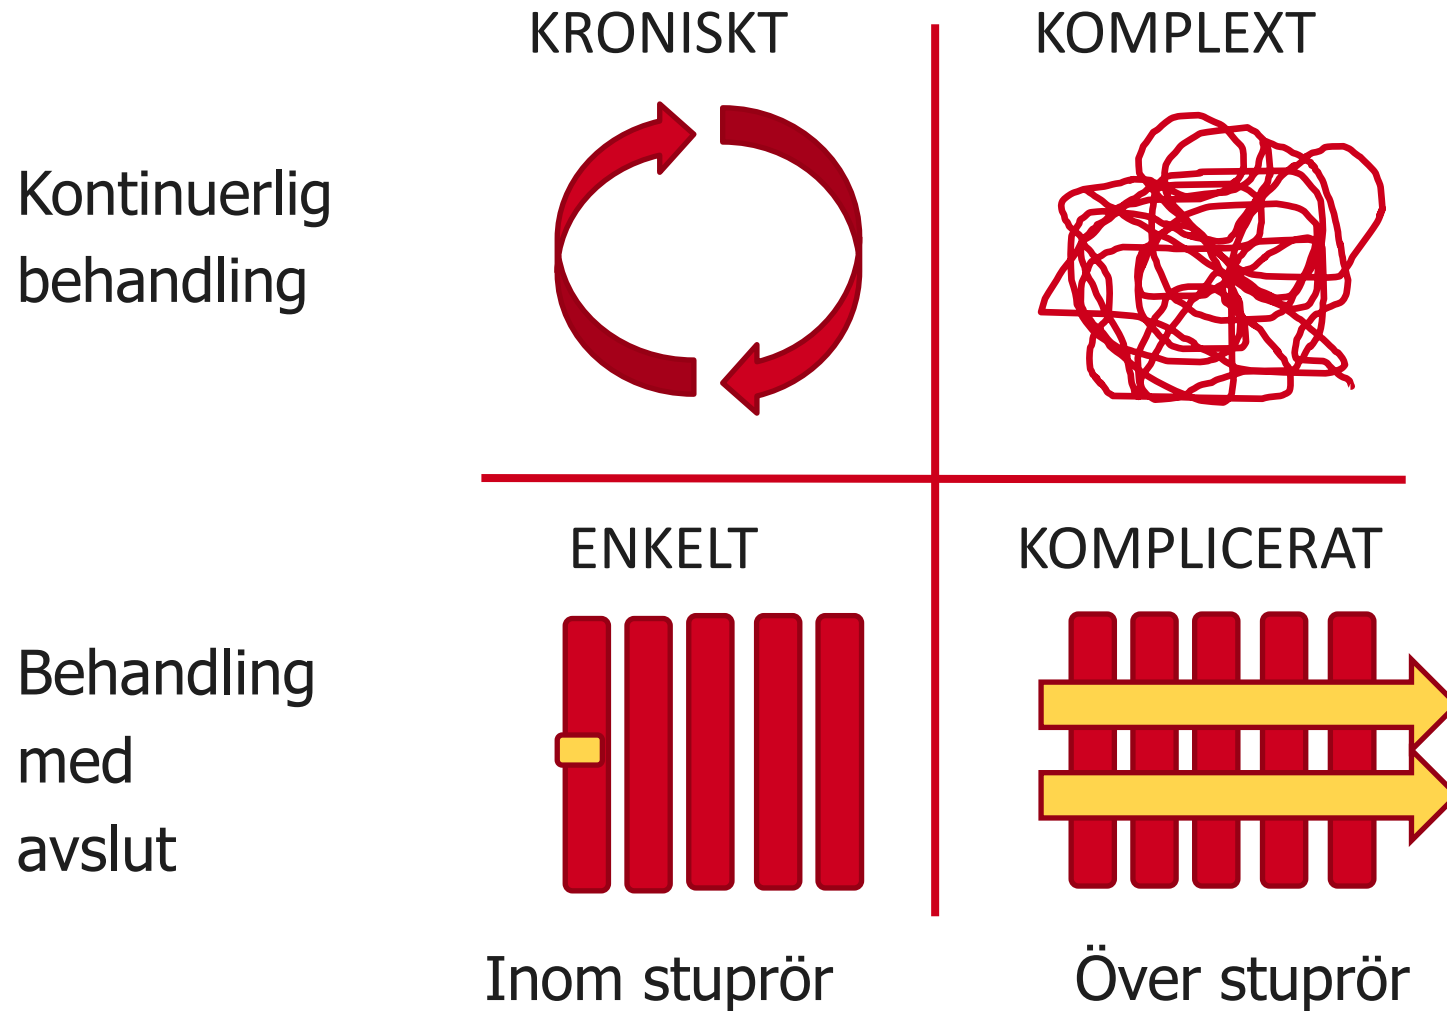 KRONISKT
KOMPLEXT
Kontinuerlig
behandling
ENKELT
KOMPLICERAT
Behandling
med
avslut
Inom stuprör
Över stuprör